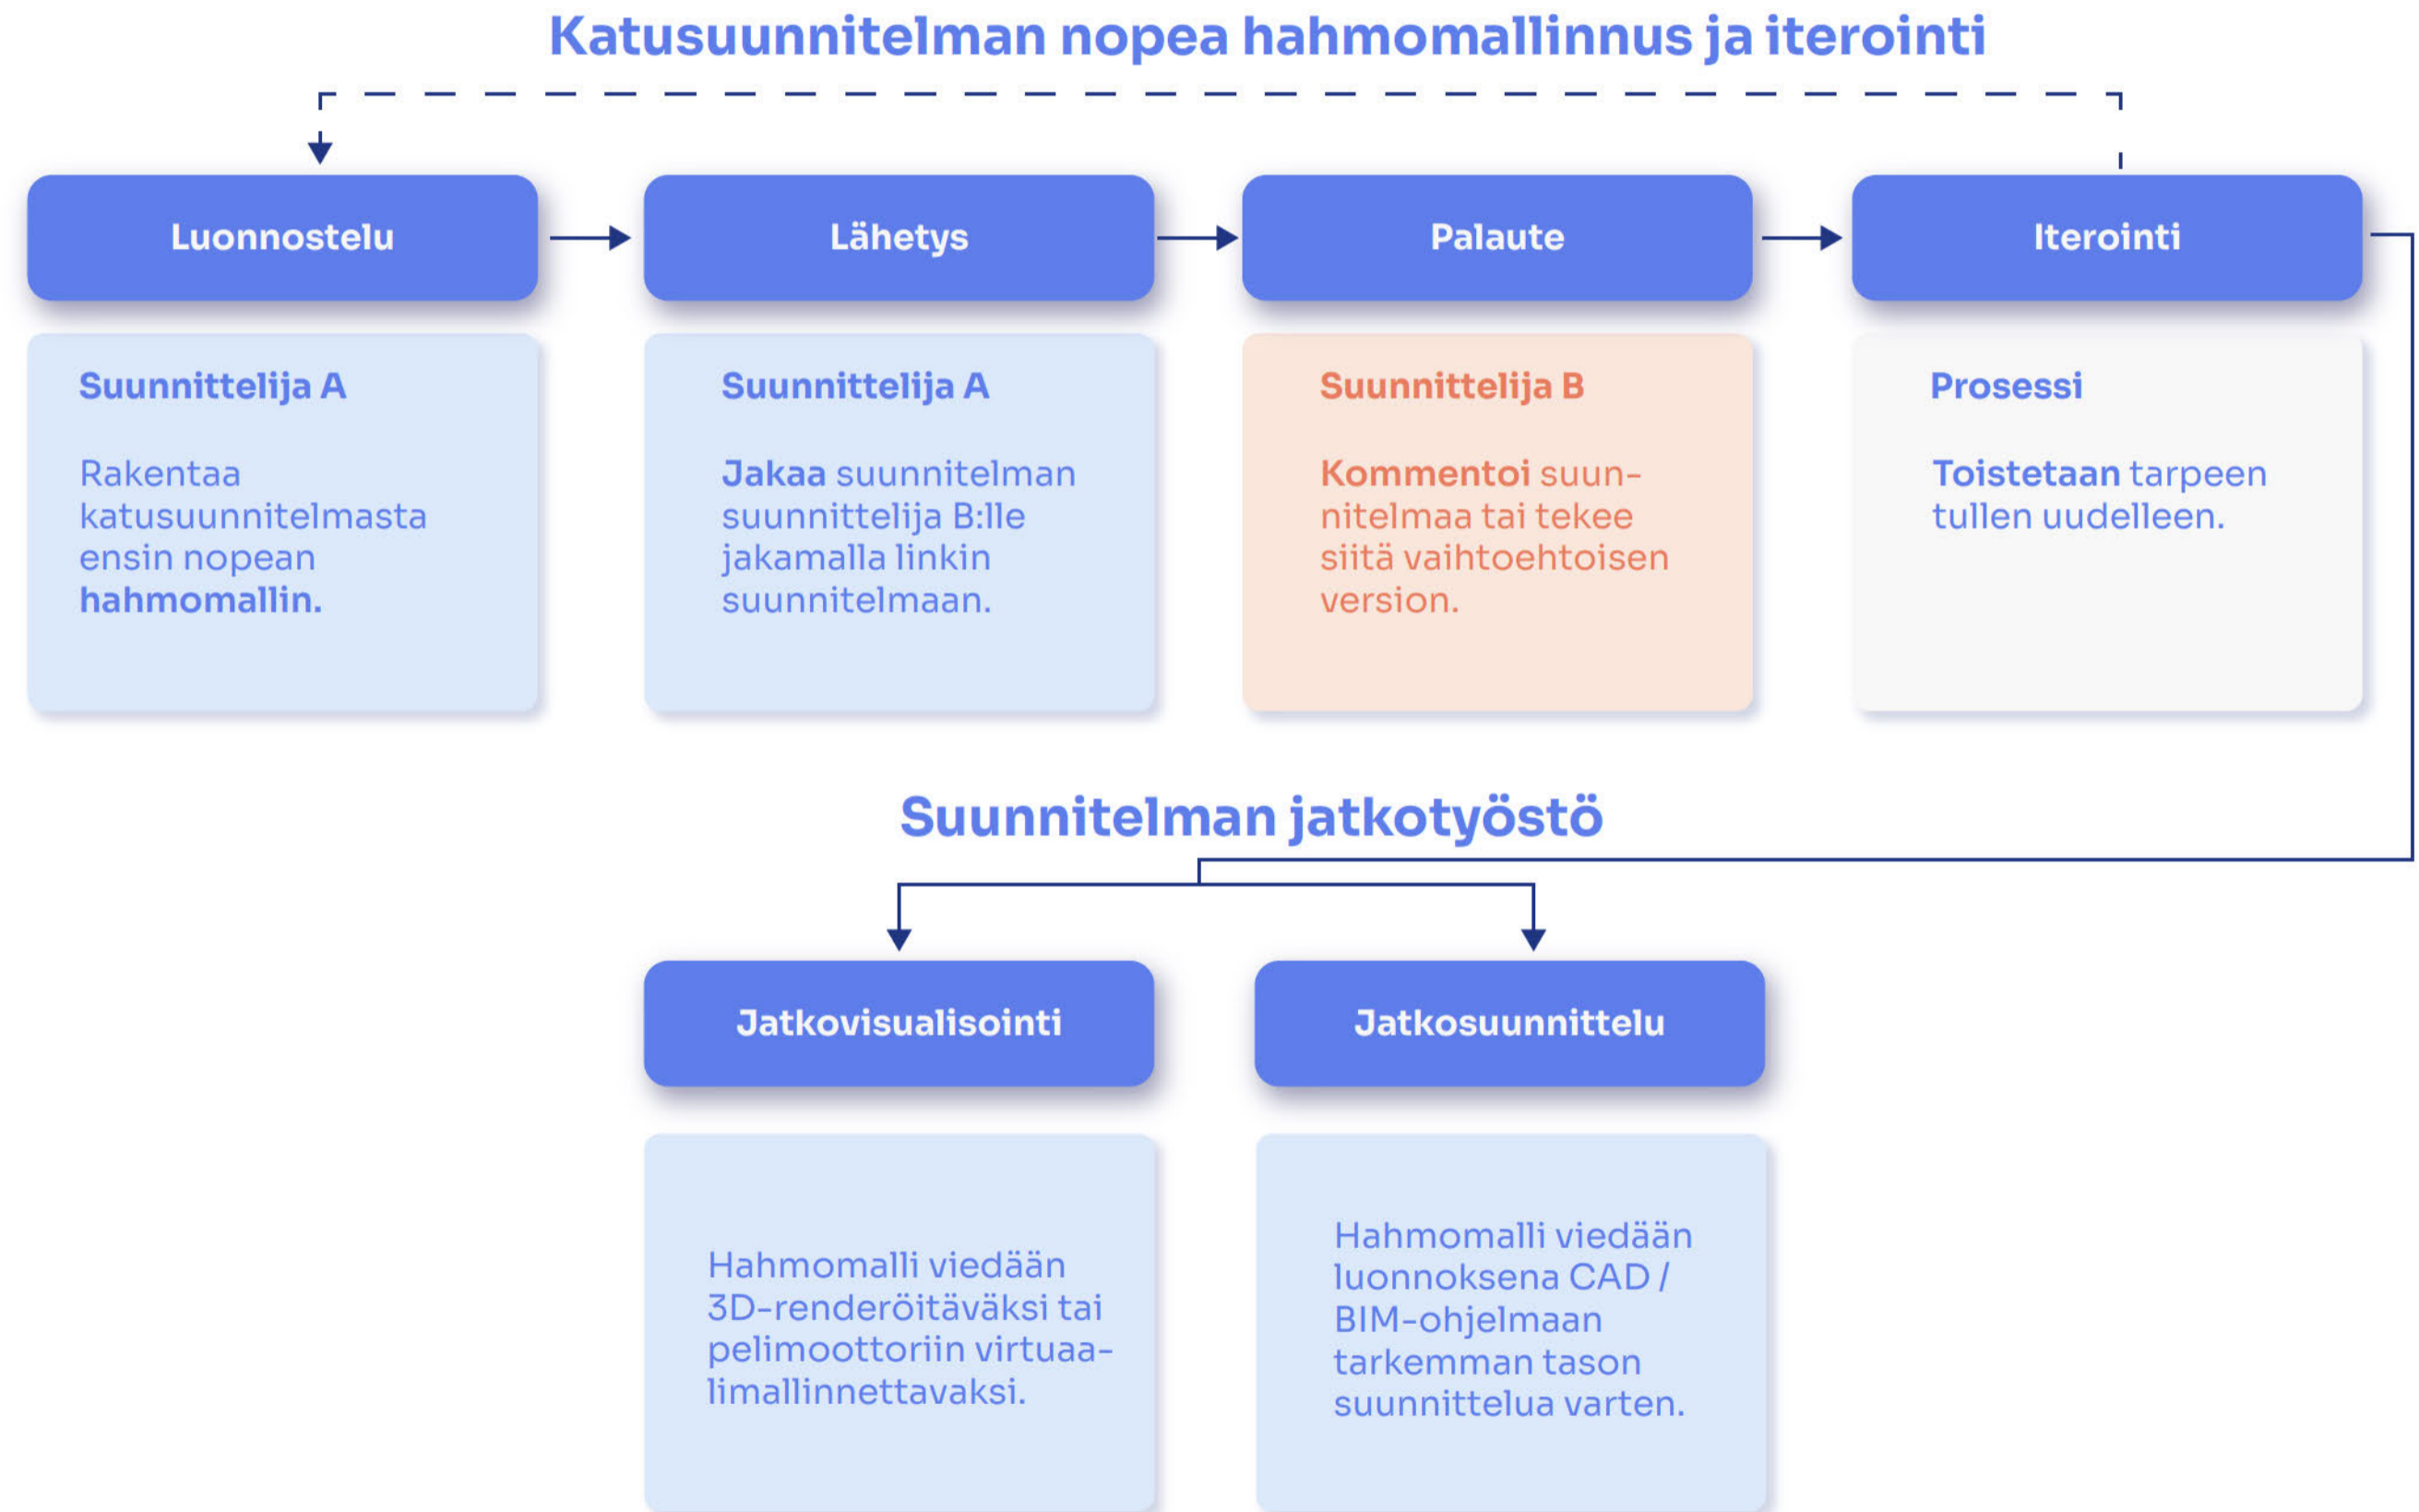 Katusuunnitelman nopea hahmomallinnus ja iterointi
Luonnostelu
Lähetys
Palaute
Iterointi
Suunnittelija A
Rakentaa
katusuunnitelmasta
ensin nopean
hahmomallin.
Suunnittelija A
Jakaa suunnitelman
suunnittelija B:lle
jakamalla linkin
suunnitelmaan.
Suunnittelija B
Kommentoi suun-
nitelmaa tai tekee
siitä vaihtoehtoisen
version.
Prosessi
Toistetaan tarpeen
tullen uudelleen.
Suunnitelman jatkotyöstö
Jatkovisualisointi
Jatkosuunnittelu
Hahmomalli viedään
3D-renderöitäväksi tai
pelimoottoriin virtuaa-
limallinnettavaksi.
Hahmomalli viedään
luonnoksena CAD /
BIM-ohjelmaan
tarkemman tason
suunnittelua varten.